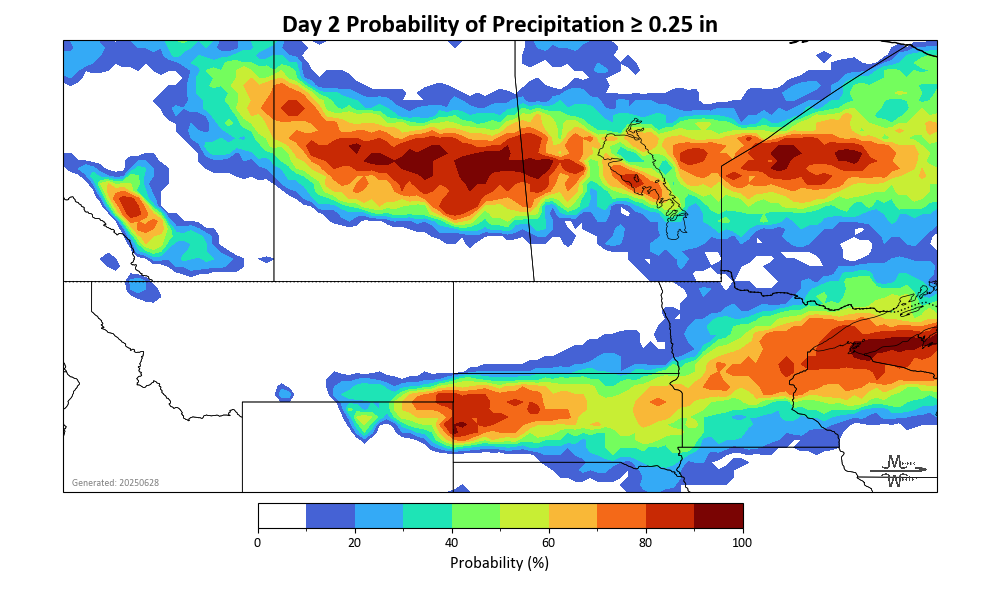 Day 2 Probability of Precipitation ≥ 0.25 in
Generated: 20250628
0 20 40 60 80 100
Probability (%)